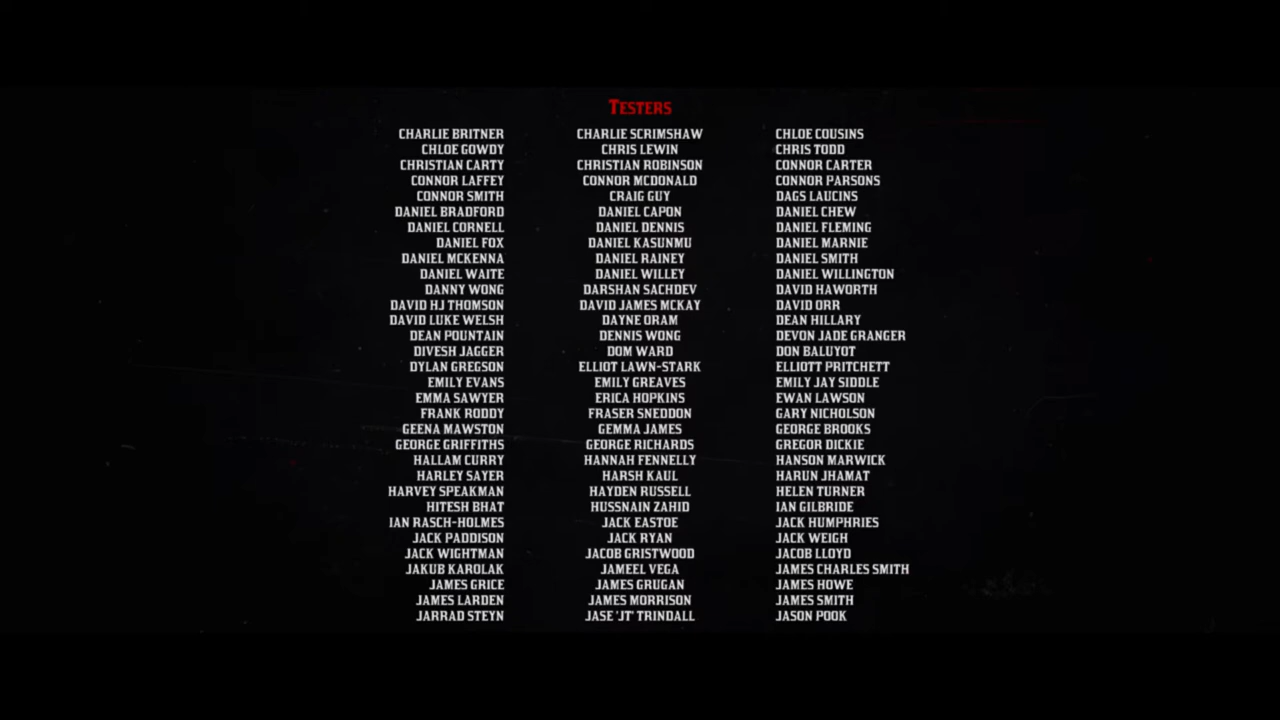 TESTERS
CHARLIE BRITNER CHARLIE SCRIMSHAW CHLOE COUSINS
CHLOE GOWDY CHRIS LEWIN CHRIS TODD
CHRISTIAN CARTY CHRISTIAN ROBINSON CONNOR CARTER
CONNOR LAFFEY CONNOR MCDONALD CONNOR PARSONS
CONNOR SMITH CRAIG GUY DAGS LAUCINS
DANIEL BRADFORD DANIEL CAPON DANIEL CHEW
DANIEL CORNELL DANIEL DENNIS DANIEL FLEMING
DANIEL FOX DANIEL KASUNMU DANIEL MARNIE
DANIEL MCKENNA DANIEL RAINEY DANIEL SMITH
DANIEL WAITE DANIEL WILLEY DANIEL WILLINGTON
DANNY WONG DARSHAN SACHDEV DAVID HAWORTH
DAVID HJ THOMSON DAVID JAMES MCKAY DAVID ORR
DAVID LUKE WELSH DAYNE ORAM DEAN HILLARY
DEAN POUNTAIN DENNIS WONG DEVON JADE GRANGER
DIVESH JAGGER DOM WARD DON BALUYOT
DYLAN GREGSON ELLIOT LAWN-STARK ELLIOTT PRITCHETT
EMILY EVANS EMILY GREAVES EMILY JAY SIDDLE
EMMA SAWYER ERICA HOPKINS EWAN LAWSON
FRANK RODDY FRASER SNEDDON GARY NICHOLSON
GEENA MAWSTON GEMMA JAMES GEORGE BROOKS
GEORGE GRIFFITHS GEORGE RICHARDS GREGOR DICKIE
HALLAM CURRY HANNAH FENNELLY HANSON MARWICK
HARLEY SAYER HARSH KAUL HARUN JHAMAT
HARVEY SPEAKMAN HAYDEN RUSSELL HELEN TURNER
HITESH BHAT HUSSNAIN ZAHID IAN GILBRIDE
IAN RASCH-HOLMES JACK EASTOE JACK HUMPHRIES
JACK PADDISON JACK RYAN JACK WEIGH
JACK WIGHTMAN JACOB GRISTWOOD JACOB LLOYD
JAKUB KAROLAK JAMEEL VEGA JAMES CHARLES SMITH
JAMES GRICE JAMES GRUGAN JAMES HOWE
JAMES LARDEN JAMES MORRISON JAMES SMITH
JARRAD STEYN JASE 'JT' TRINDALL JASON POOK